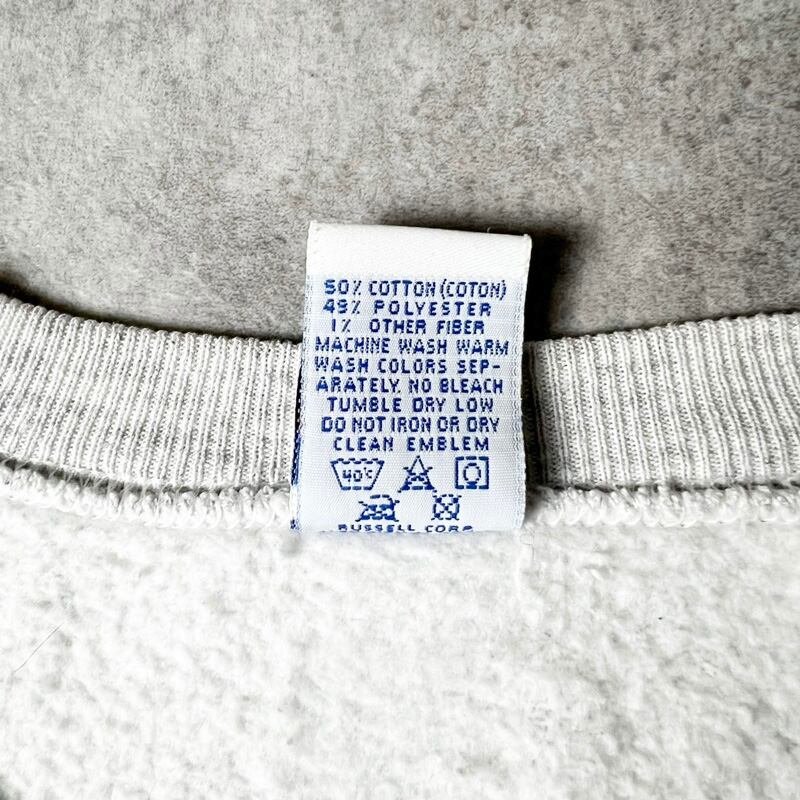 50% COTTON (COTON)
49% POLYESTER
1% OTHER FIBER
MACHINE WASH WARM
WASH COLORS SEP-
ARATELY. NO BLEACH
TUMBLE DRY LOW
DO NOT IRON OR DRY
CLEAN EMBLEM
40°C
RUSSELL CORP